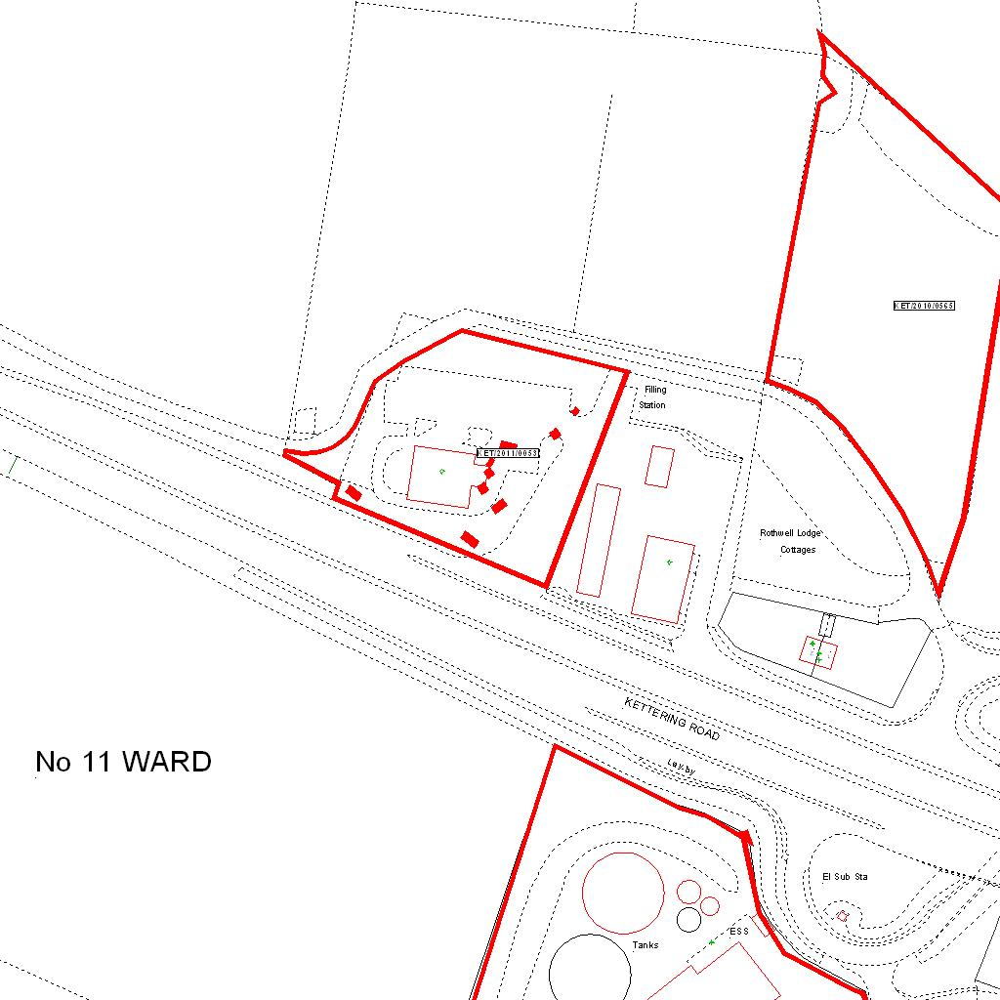 KET/2010/0565
Filling
Station
KET/2011/0053
Rothwell Lodge
Cottages
KETTERING ROAD
No 11 WARD
Lay-by
El Sub Sta
ESS
Tanks